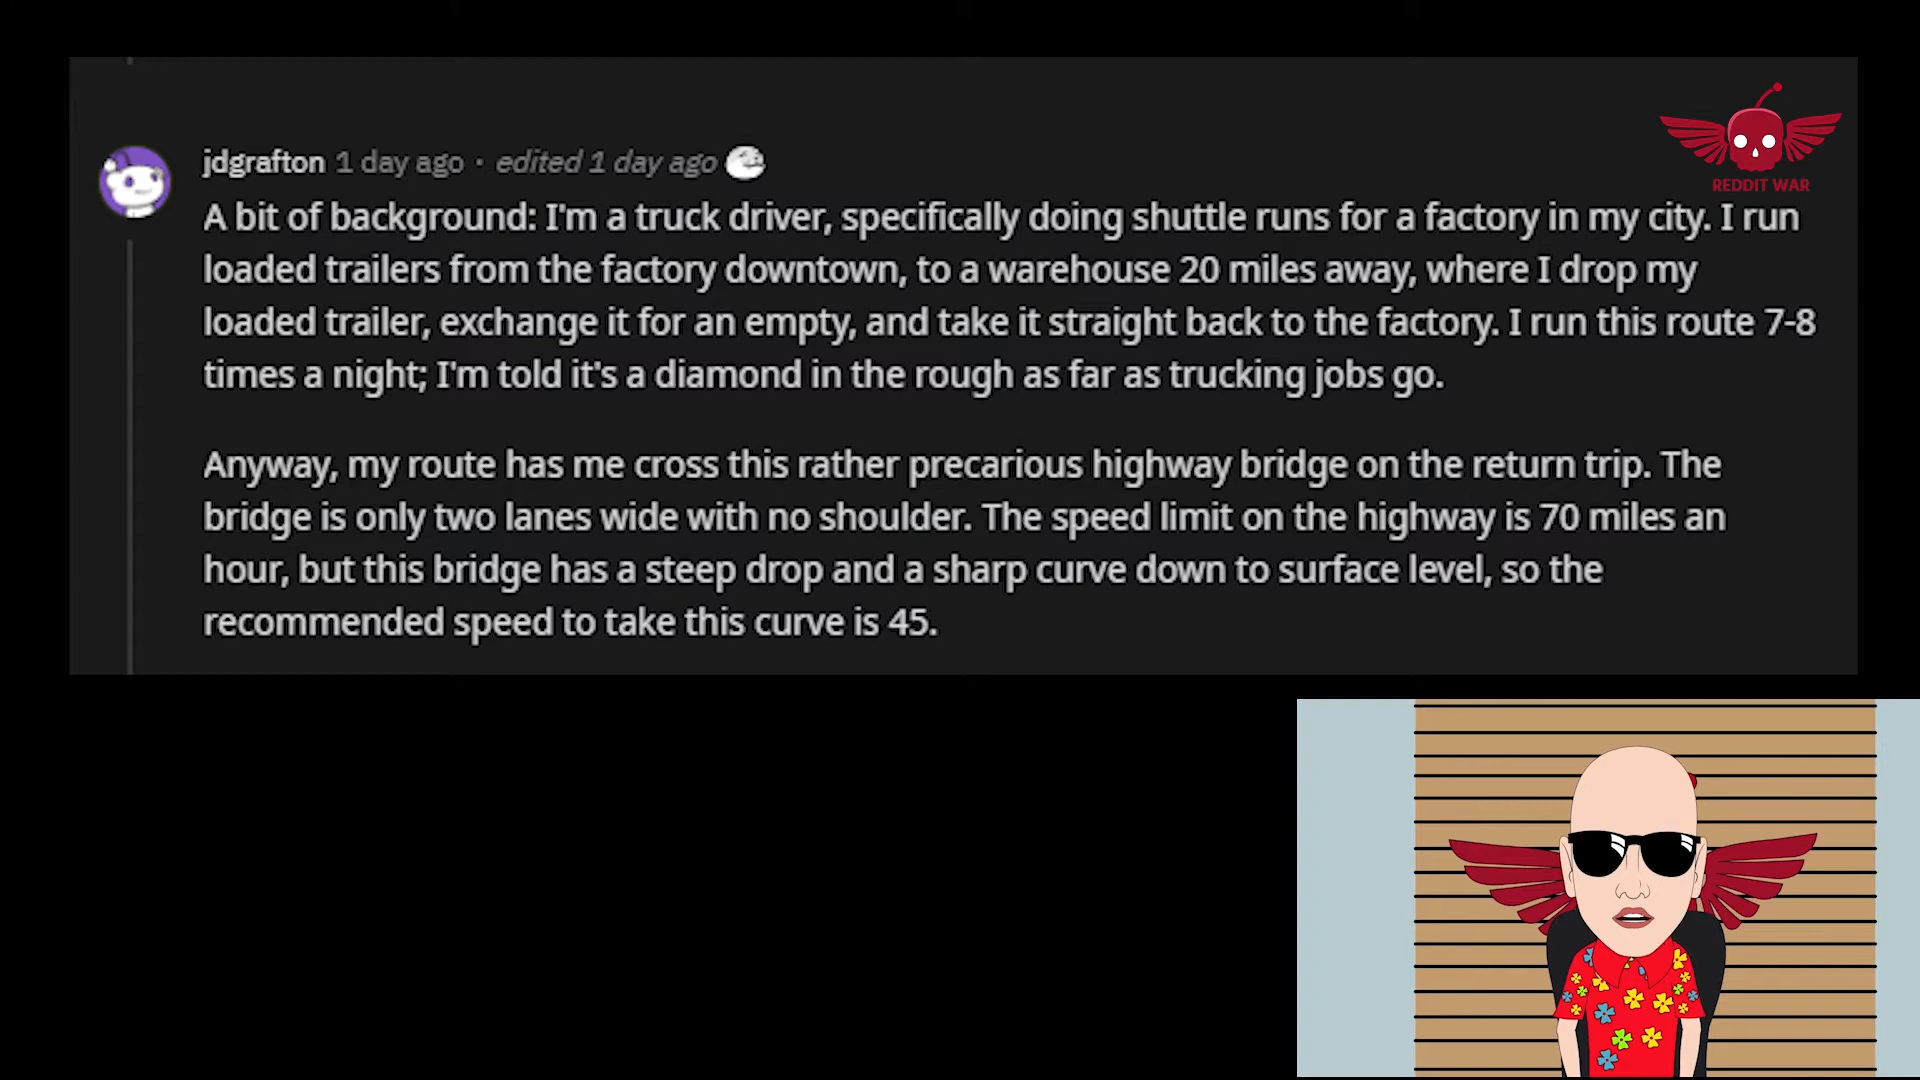 REDDIT WAR
jdgrafton 1 day ago · edited 1 day ago
A bit of background: I'm a truck driver, specifically doing shuttle runs for a factory in my city. I run
loaded trailers from the factory downtown, to a warehouse 20 miles away, where I drop my
loaded trailer, exchange it for an empty, and take it straight back to the factory. I run this route 7-8
times a night; I'm told it's a diamond in the rough as far as trucking jobs go.
Anyway, my route has me cross this rather precarious highway bridge on the return trip. The
bridge is only two lanes wide with no shoulder. The speed limit on the highway is 70 miles an
hour, but this bridge has a steep drop and a sharp curve down to surface level, so the
recommended speed to take this curve is 45.